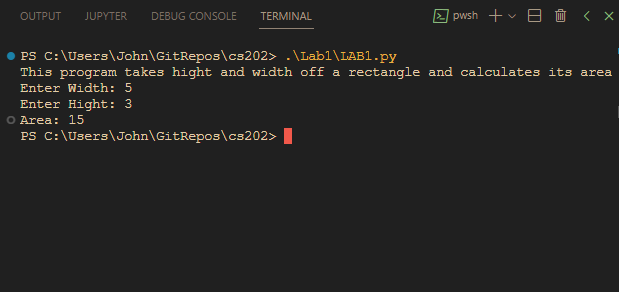 OUTPUT JUPYTER DEBUG CONSOLE TERMINAL pwsh
PS C:\Users\John\GitRepos\cs202> .\Lab1\LAB1.py
This program takes hight and width off a rectangle and calculates its area
Enter Width: 5
Enter Hight: 3
Area: 15
PS C:\Users\John\GitRepos\cs202>